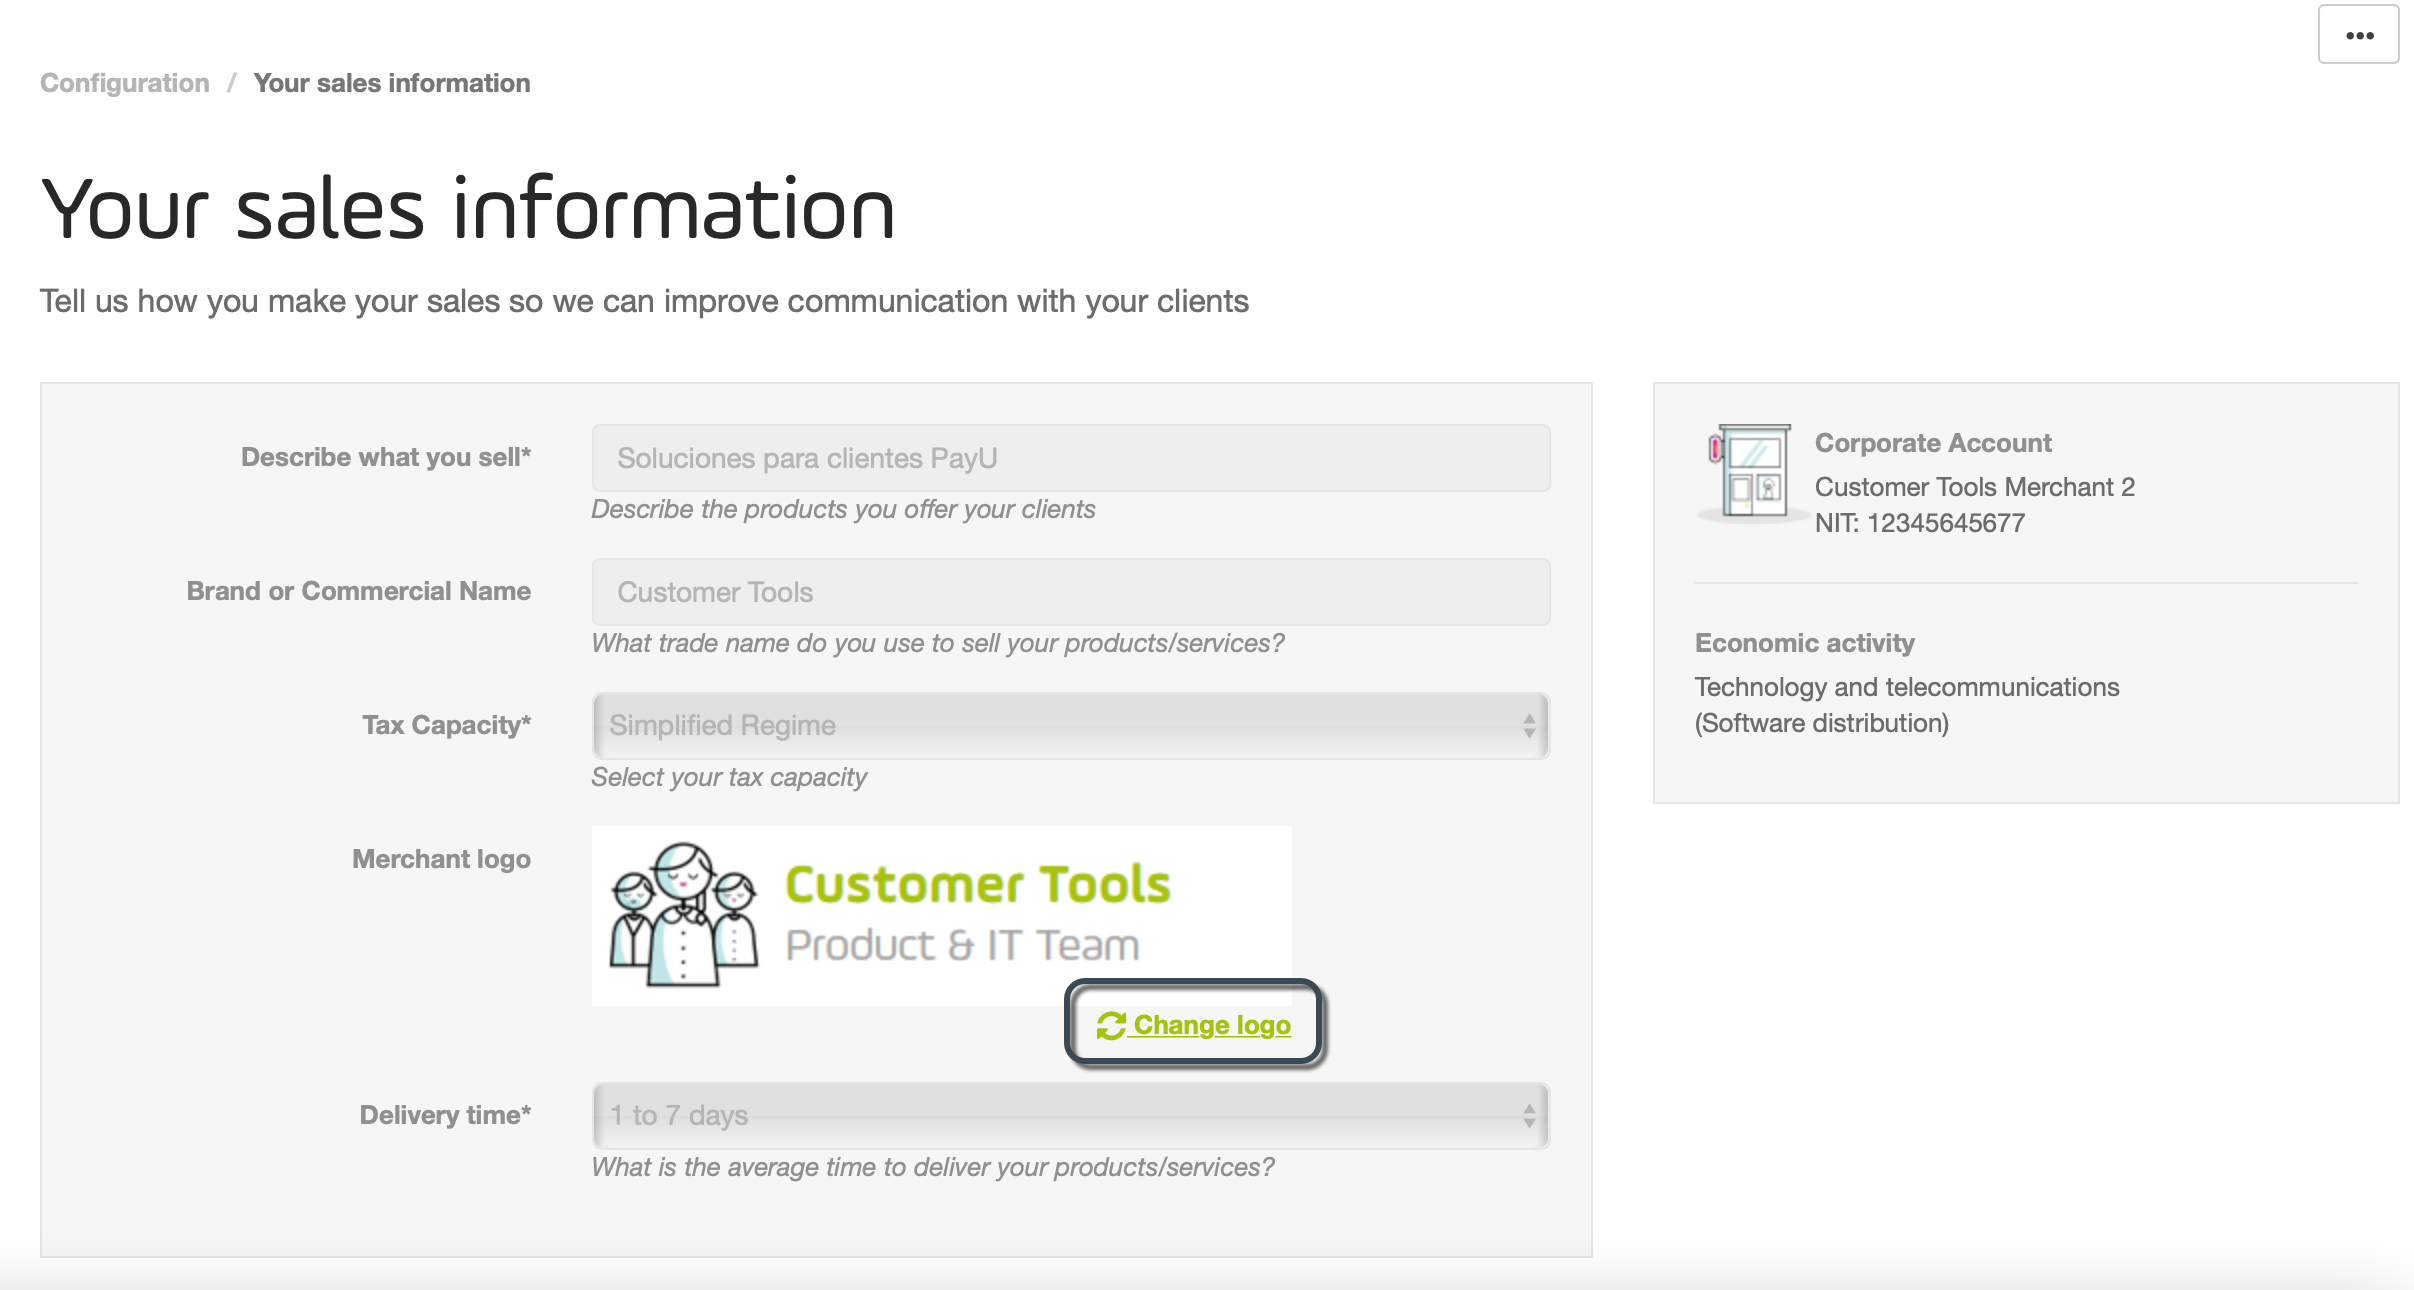 •••
Configuration / Your sales information
Your sales information
Tell us how you make your sales so we can improve communication with your clients
Describe what you sell*
Soluciones para clientes PayU
Describe the products you offer your clients
Brand or Commercial Name
Customer Tools
What trade name do you use to sell your products/services?
Tax Capacity*
Simplified Regime
Select your tax capacity
Merchant logo
Customer Tools
Product & IT Team
Change logo
Delivery time*
1 to 7 days
What is the average time to deliver your products/services?
Corporate Account
Customer Tools Merchant 2
NIT: 12345645677
Economic activity
Technology and telecommunications
(Software distribution)